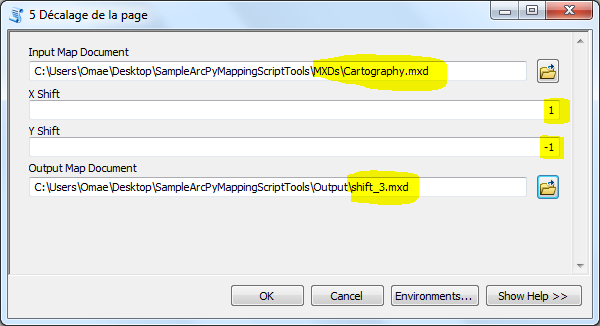 5 Décalage de la page
Input Map Document
C:\Users\Omae\Desktop\SampleArcPyMappingScriptTools\MXDs\Cartography.mxd
X Shift
1
Y Shift
-1
Output Map Document
C:\Users\Omae\Desktop\SampleArcPyMappingScriptTools\Output\shift_3.mxd
OK Cancel Environments... Show Help >>